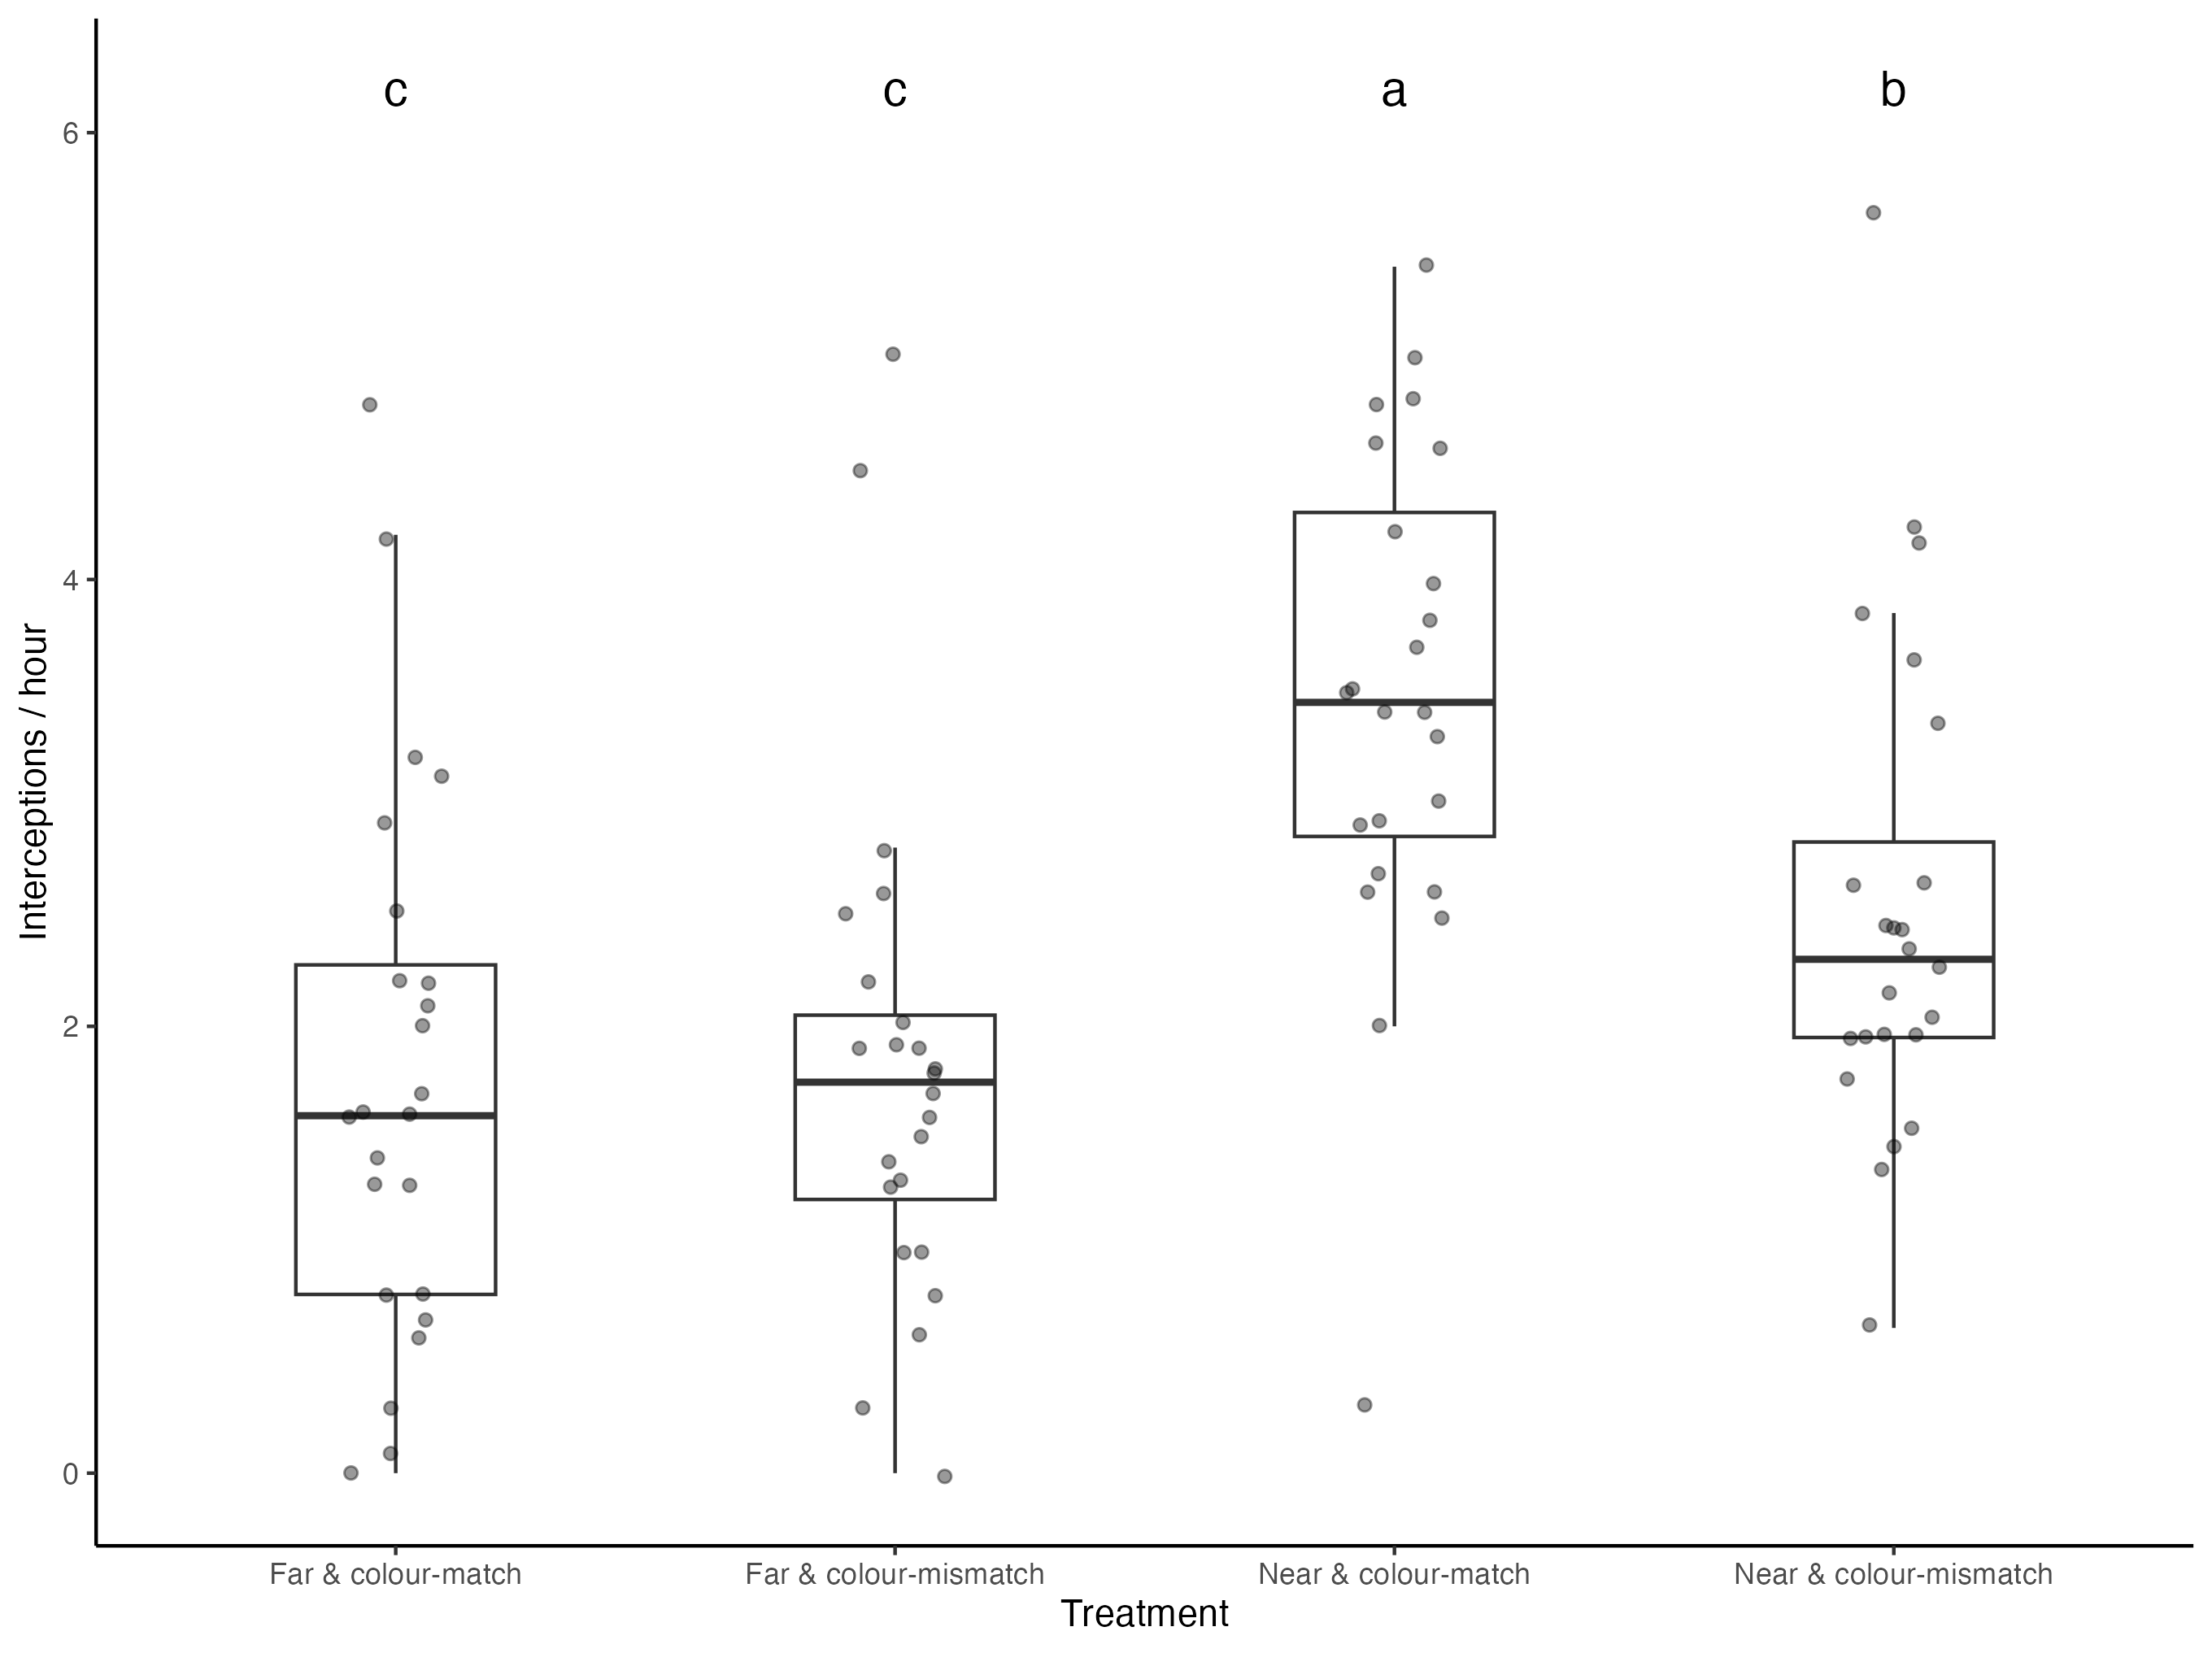 c c a b
6
4
2
0
Interceptions / hour
Far & colour-match Far & colour-mismatch Near & colour-match Near & colour-mismatch
Treatment